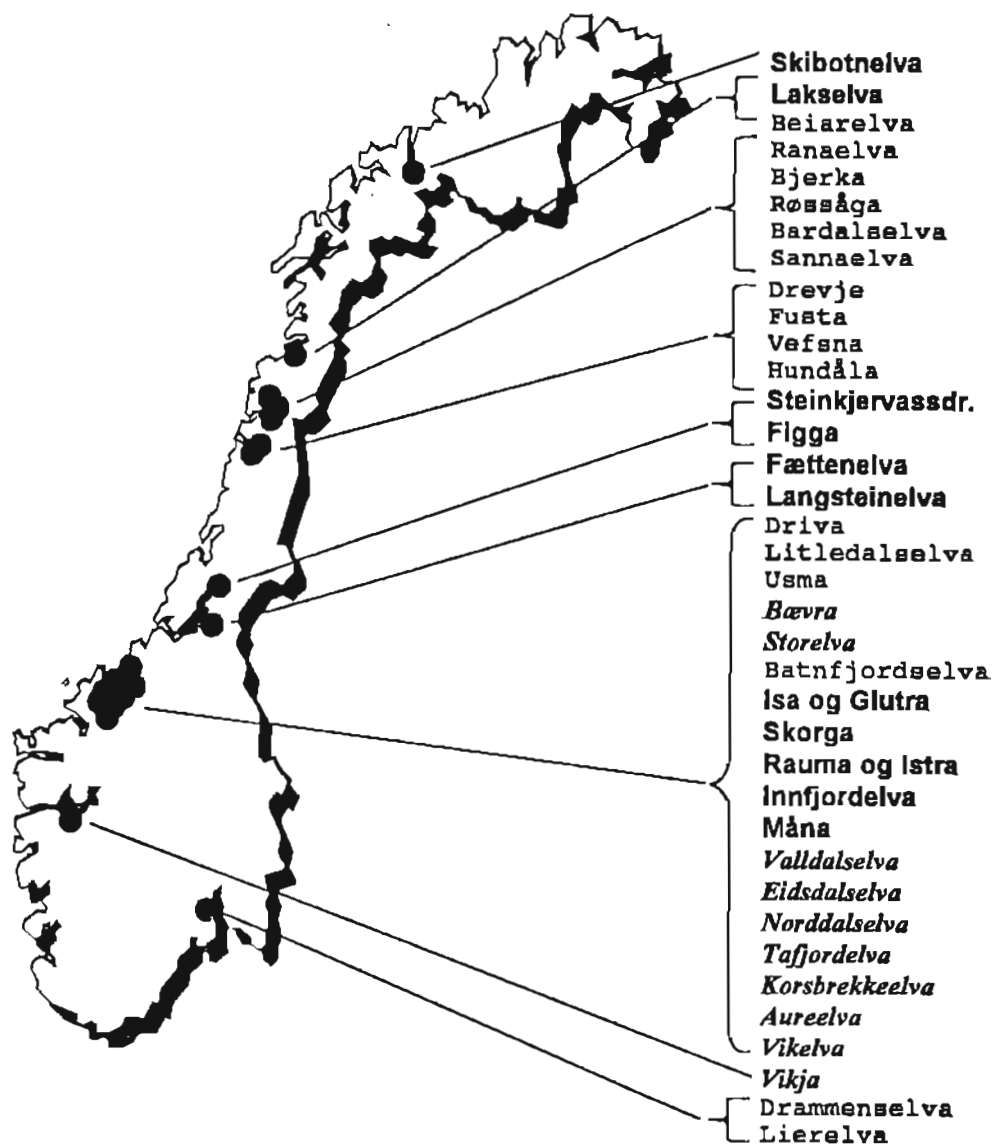 Skibotnelva
Lakselva
Beiarelva
Ranaelva
Bjerka
Røssåga
Bardalselva
Sannaelva
Drevje
Fusta
Vefsna
Hundåla
Steinkjervassdr.
Figga
Fættenelva
Langsteinelva
Driva
Litledalselva
Usma
Bævra
Storelva
Batnfjordselva
Isa og Glutra
Skorga
Rauma og Istra
Innfjordelva
Måna
Valldalselva
Eidsdalselva
Norddalselva
Tafjordelva
Korsbrekkeelva
Aureelva
Vikelva
Vikja
Drammenselva
Lierelva